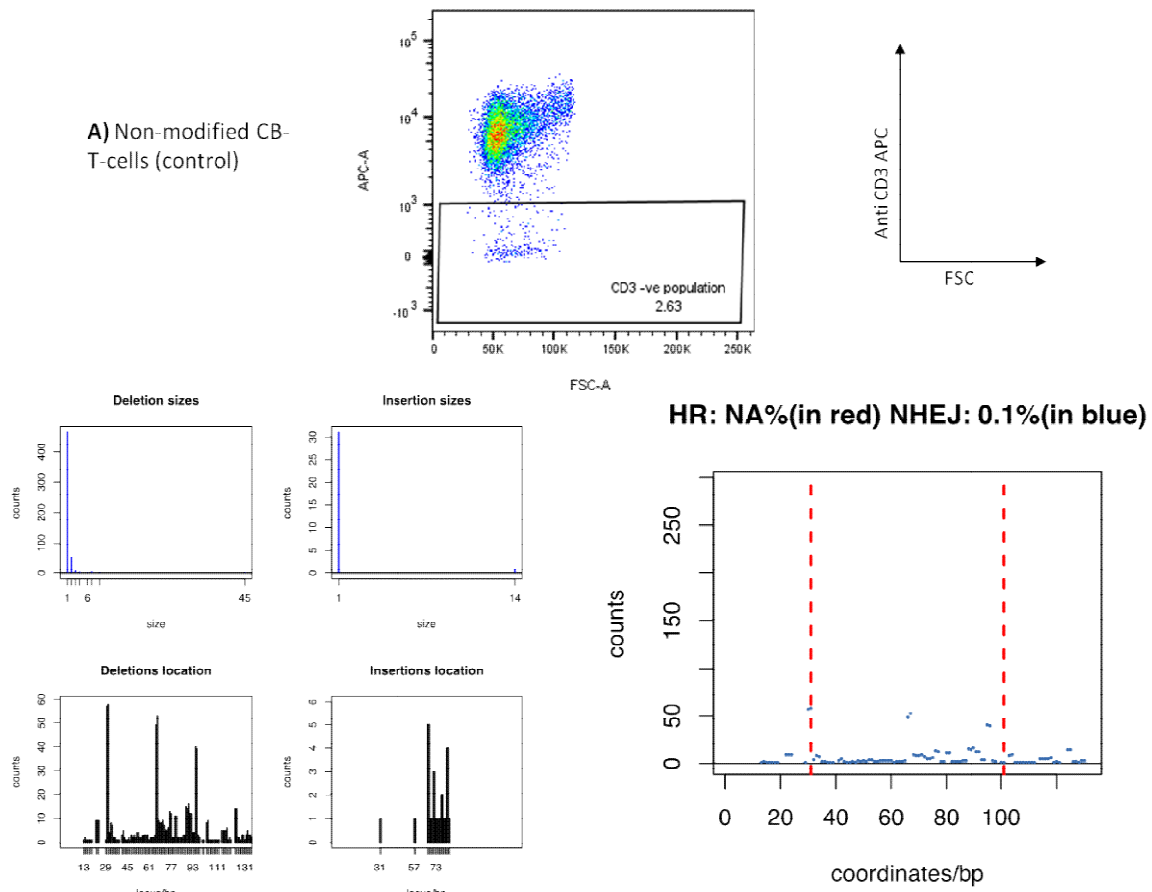 A) Non-modified CB-
T-cells (control)
APC-A
10^5
10^4
10^3
0
-10^3
CD3 -ve population
2.63
0 50K 100K 150K 200K 250K
FSC-A
Anti CD3 APC
FSC
Deletion sizes
counts
400
300
200
100
0
1 6 45
size
Insertion sizes
counts
30
25
20
15
10
5
0
1 14
size
HR: NA%(in red) NHEJ: 0.1%(in blue)
counts
250
150
50
0
0 20 40 60 80 100
coordinates/bp
Deletions location
counts
60
50
40
30
20
10
0
13 29 45 61 77 93 111 131
Insertions location
counts
6
5
4
3
2
1
0
31 57 73